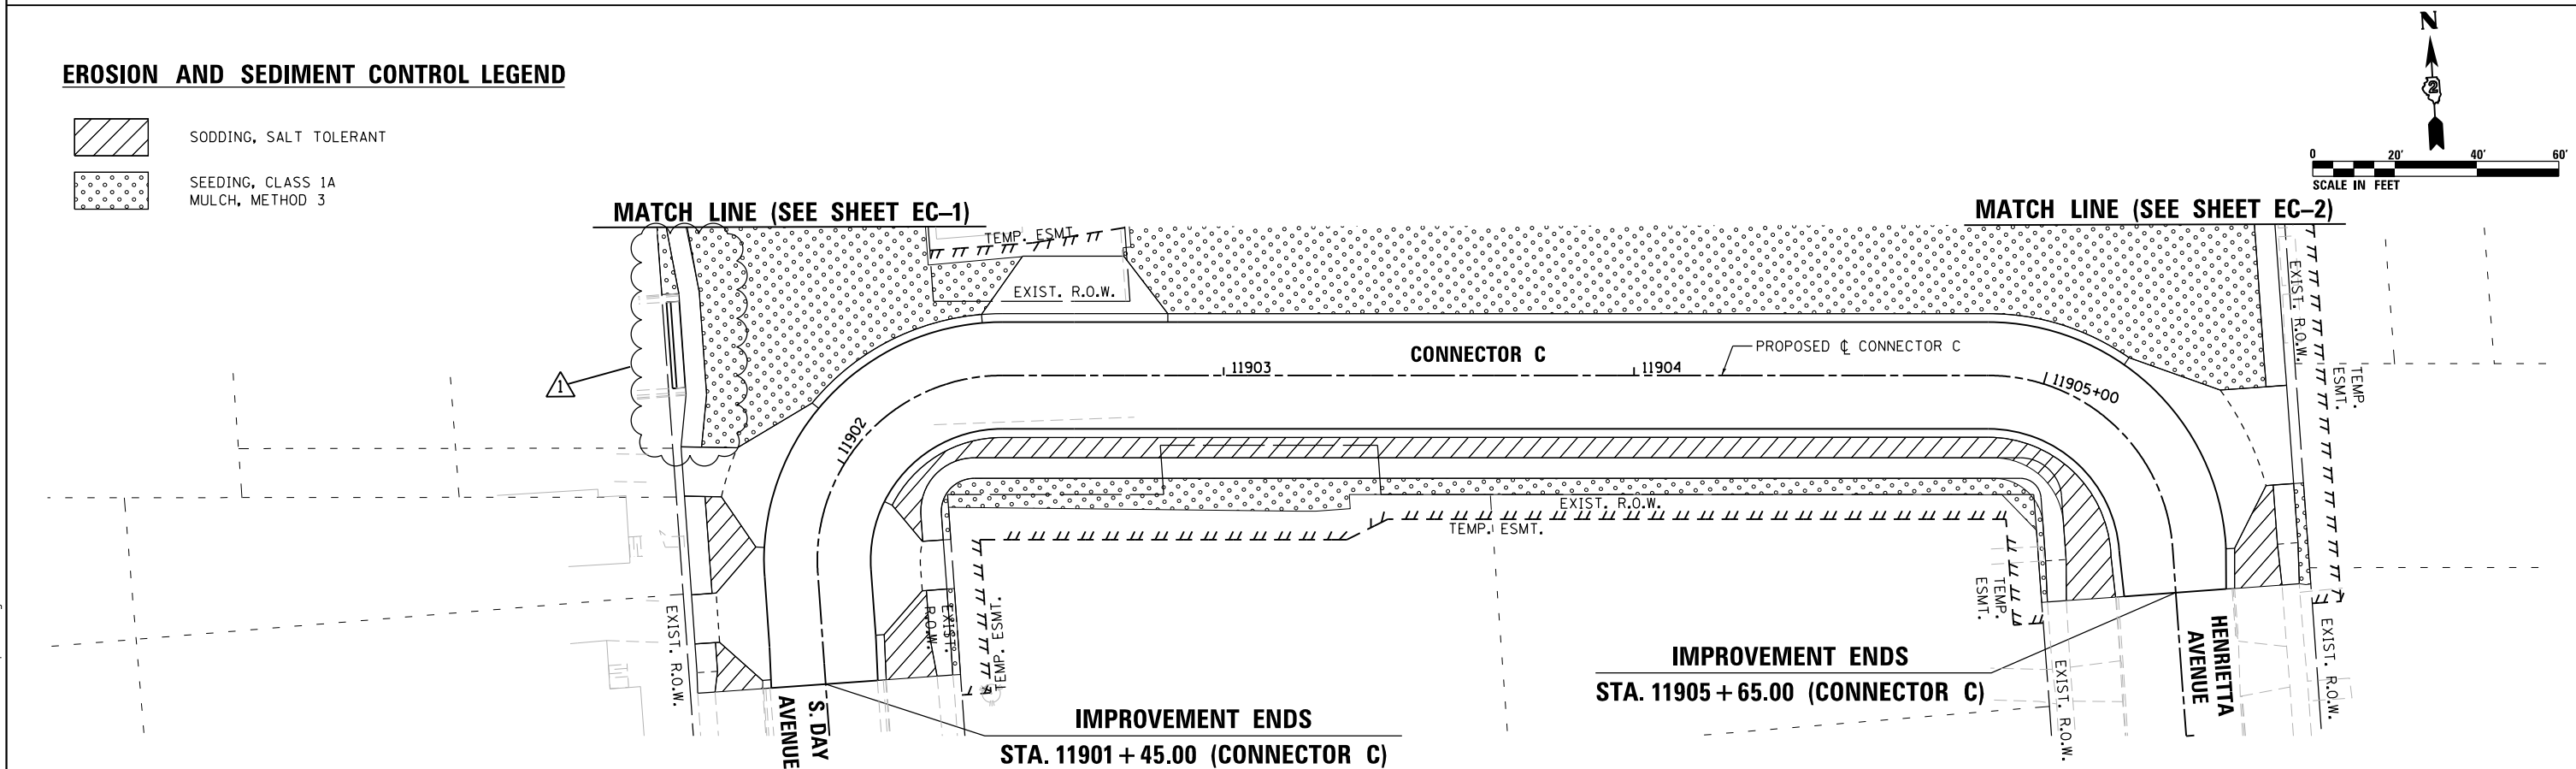 EROSION AND SEDIMENT CONTROL LEGEND
SODDING, SALT TOLERANT
SEEDING, CLASS 1A
MULCH, METHOD 3
N
2
0 20' 40' 60'
SCALE IN FEET
MATCH LINE (SEE SHEET EC–1)
MATCH LINE (SEE SHEET EC–2)
TEMP. ESMT.
EXIST. R.O.W.
EXIST. R.O.W.
TEMP.
ESMT.
1
CONNECTOR C
PROPOSED ℄ CONNECTOR C
11902
11903
11904
11905+00
EXIST. R.O.W.
TEMP. ESMT.
EXIST. R.O.W.
EXIST.
R.O.W.
TEMP. ESMT.
TEMP.
ESMT.
EXIST. R.O.W.
EXIST. R.O.W.
S. DAY
AVENUE
HENRIETTA
AVENUE
IMPROVEMENT ENDS
STA. 11901 + 45.00 (CONNECTOR C)
IMPROVEMENT ENDS
STA. 11905 + 65.00 (CONNECTOR C)